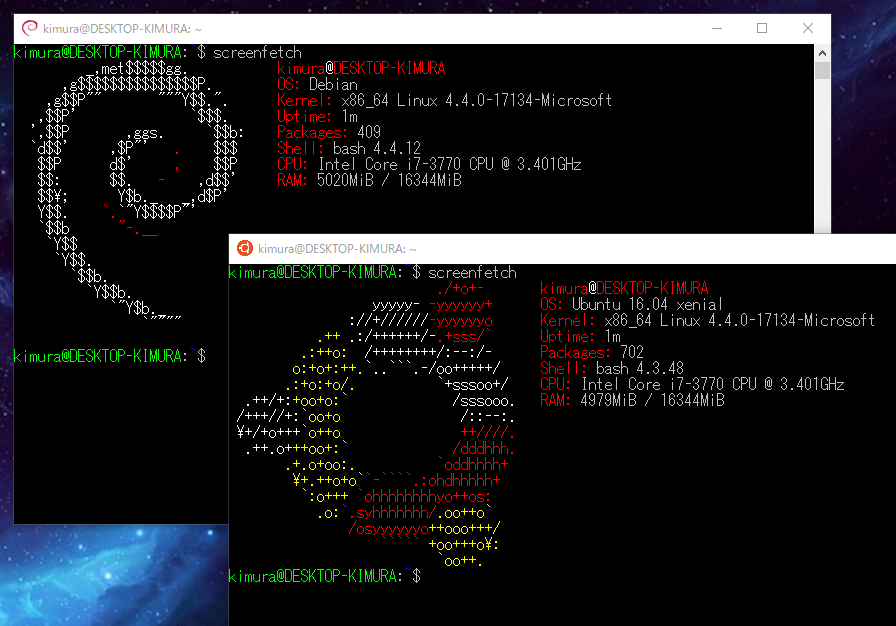 kimura@DESKTOP-KIMURA: ~
kimura@DESKTOP-KIMURA:~$ screenfetch
kimura@DESKTOP-KIMURA
OS: Debian
Kernel: x86_64 Linux 4.4.0-17134-Microsoft
Uptime: 1m
Packages: 409
Shell: bash 4.4.12
CPU: Intel Core i7-3770 CPU @ 3.401GHz
RAM: 5020MiB / 16344MiB
kimura@DESKTOP-KIMURA:~$
kimura@DESKTOP-KIMURA: ~
kimura@DESKTOP-KIMURA:~$ screenfetch
kimura@DESKTOP-KIMURA
OS: Ubuntu 16.04 xenial
Kernel: x86_64 Linux 4.4.0-17134-Microsoft
Uptime: 1m
Packages: 702
Shell: bash 4.3.48
CPU: Intel Core i7-3770 CPU @ 3.401GHz
RAM: 4979MiB / 16344MiB
kimura@DESKTOP-KIMURA:~$